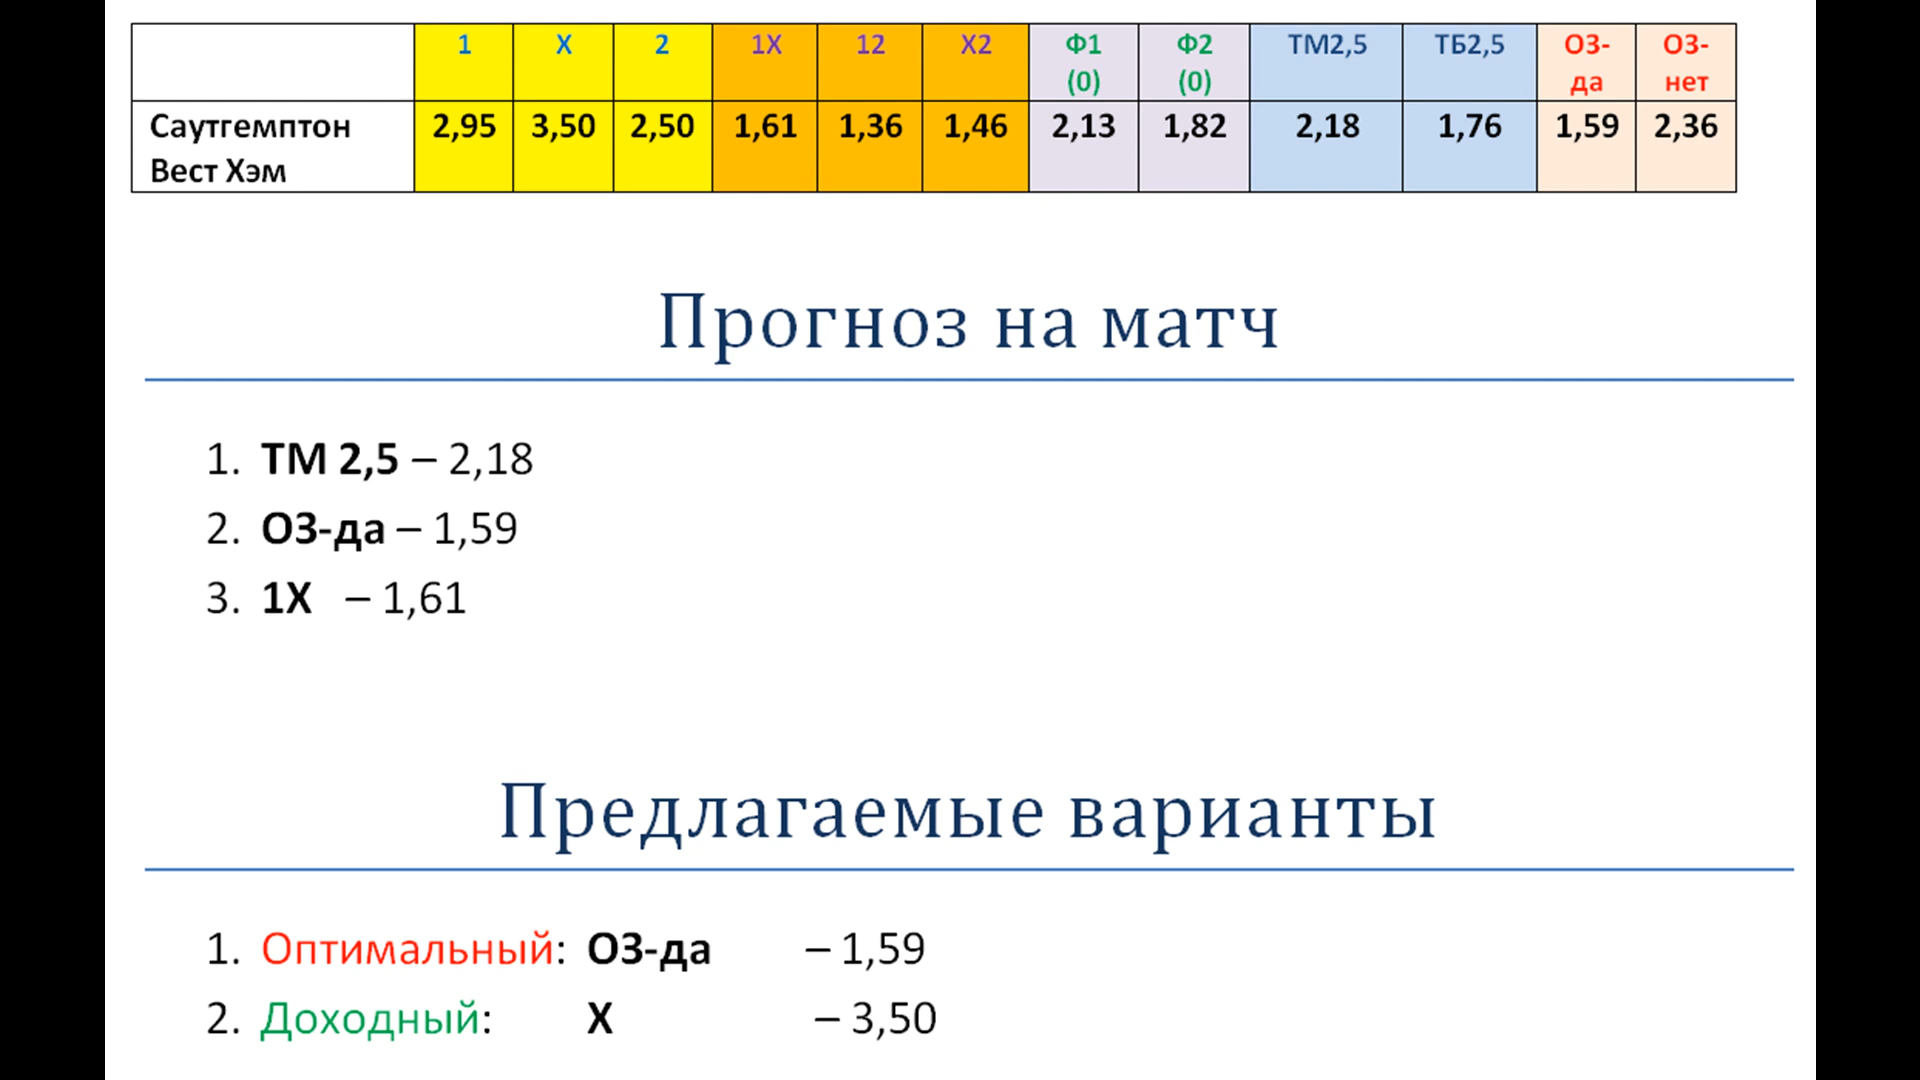 1 X 2 1X 12 X2 Ф1 (0) Ф2 (0) ТМ2,5 ТБ2,5 ОЗ-да ОЗ-нет
Саутгемптон 2,95 3,50 2,50 1,61 1,36 1,46 2,13 1,82 2,18 1,76 1,59 2,36
Вест Хэм
Прогноз на матч
1. ТМ 2,5 – 2,18
2. ОЗ-да – 1,59
3. 1X – 1,61
Предлагаемые варианты
1. Оптимальный: ОЗ-да – 1,59
2. Доходный: X – 3,50